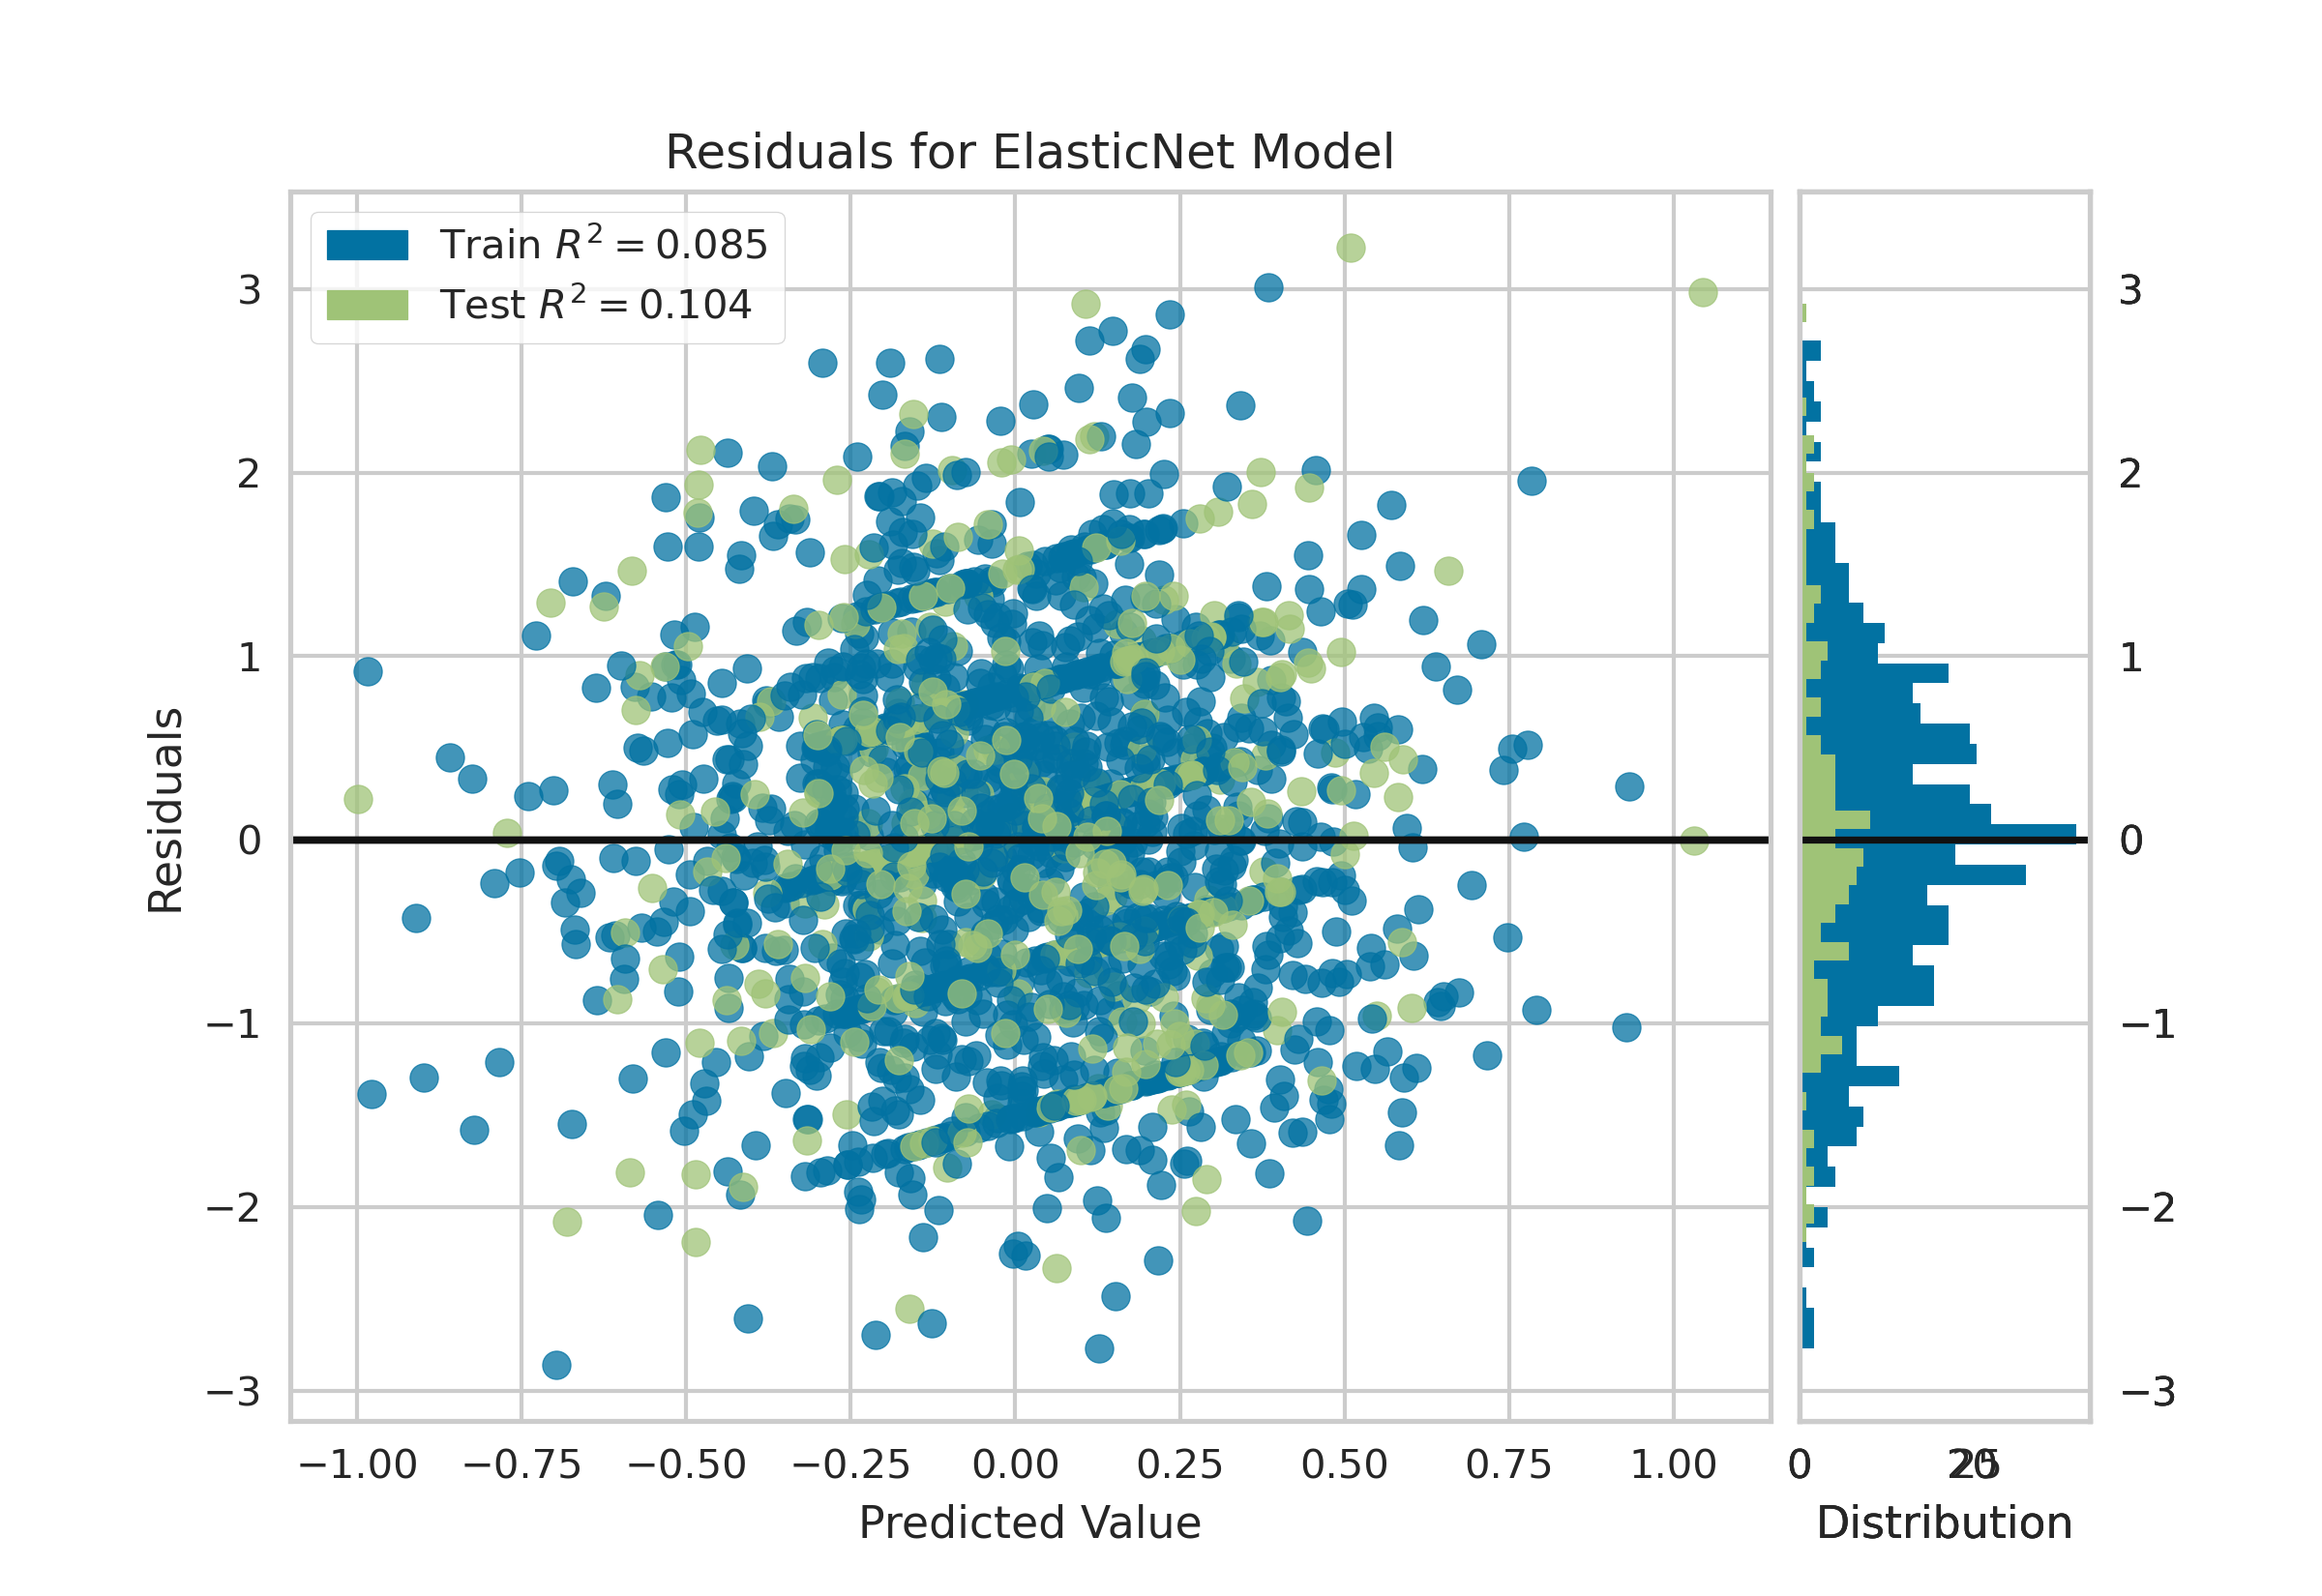 Residuals for ElasticNet Model
Train R² = 0.085
Test R² = 0.104
Residuals
3
2
1
0
−1
−2
−3
3
2
1
0
−1
−2
−3
−1.00 −0.75 −0.50 −0.25 0.00 0.25 0.50 0.75 1.00 0
Predicted Value
Distribution